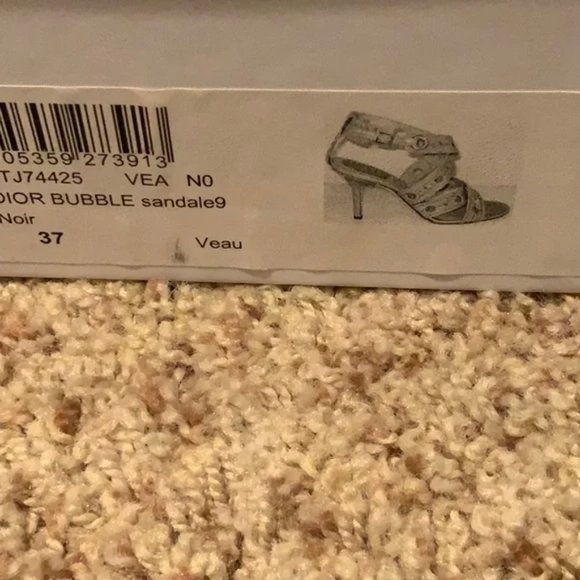 05359 273913
TJ74425 VEA N0
DIOR BUBBLE sandale9
Noir
37 Veau